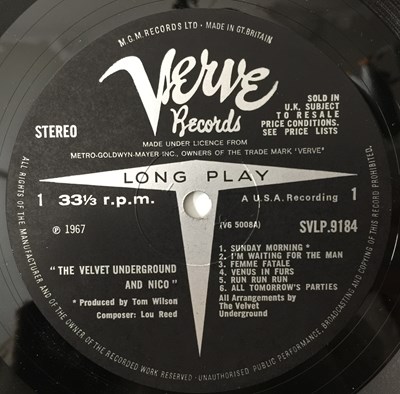 M.G.M. RECORDS LTD · MADE IN GT.BRITAIN
Verve
Records
STEREO
SOLD IN
U.K. SUBJECT
TO RESALE
PRICE CONDITIONS.
SEE PRICE LISTS
MADE UNDER LICENCE FROM
METRO-GOLDWYN-MAYER INC., OWNERS OF THE TRADE MARK 'VERVE'
LONG PLAY
1 33⅓ r.p.m.
A U.S.A. Recording 1
℗ 1967
(V6 5008A)
SVLP.9184
"THE VELVET UNDERGROUND
AND NICO"
* Produced by Tom Wilson
Composer: Lou Reed
1. SUNDAY MORNING *
2. I'M WAITING FOR THE MAN
3. FEMME FATALE
4. VENUS IN FURS
5. RUN RUN RUN
6. ALL TOMORROW'S PARTIES
All Arrangements by
The Velvet
Underground
ALL RIGHTS OF THE MANUFACTURER AND OF THE OWNER OF THE RECORDED WORK RESERVED · UNAUTHORISED PUBLIC PERFORMANCE, BROADCASTING AND COPYING OF THIS RECORD PROHIBITED.